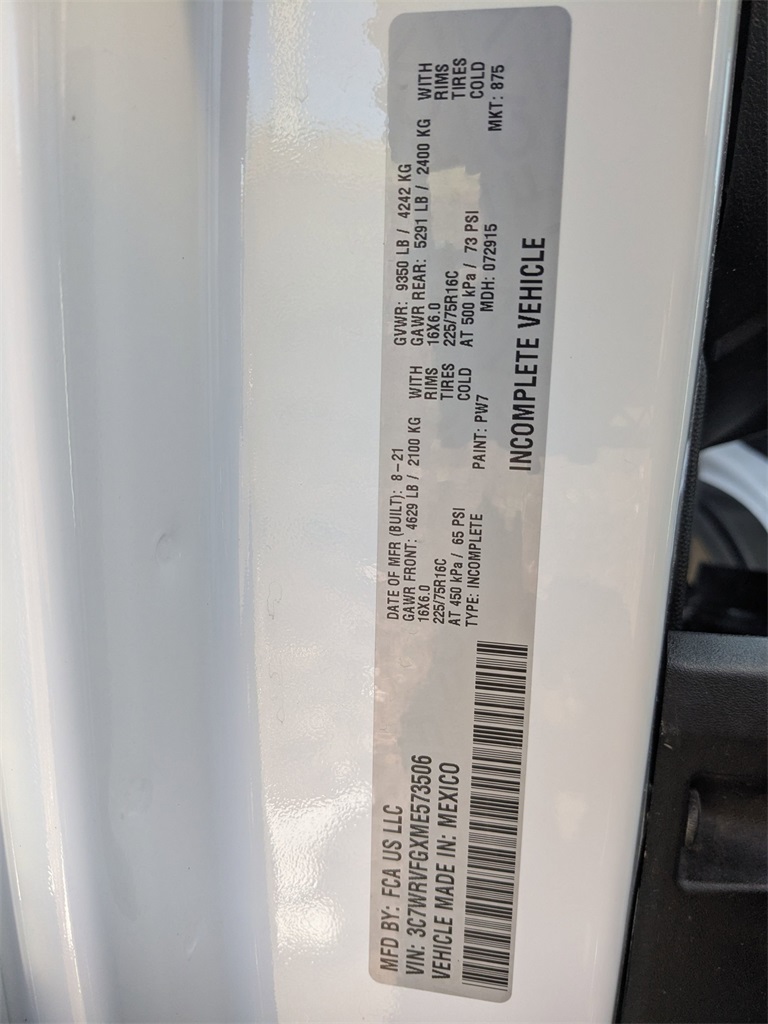 MFD BY: FCA US LLC
VIN: 3C7WRVFGXME573506
VEHICLE MADE IN: MEXICO
DATE OF MFR (BUILT): 8-21
GVWR: 9350 LB / 4242 KG
GAWR FRONT: 4629 LB / 2100 KG WITH
GAWR REAR: 5291 LB / 2400 KG WITH
16X6.0 RIMS
16X6.0 RIMS
225/75R16C TIRES
225/75R16C TIRES
AT 450 kPa / 65 PSI COLD
AT 500 kPa / 73 PSI COLD
TYPE: INCOMPLETE PAINT: PW7 MDH: 072915 MKT: 875
INCOMPLETE VEHICLE